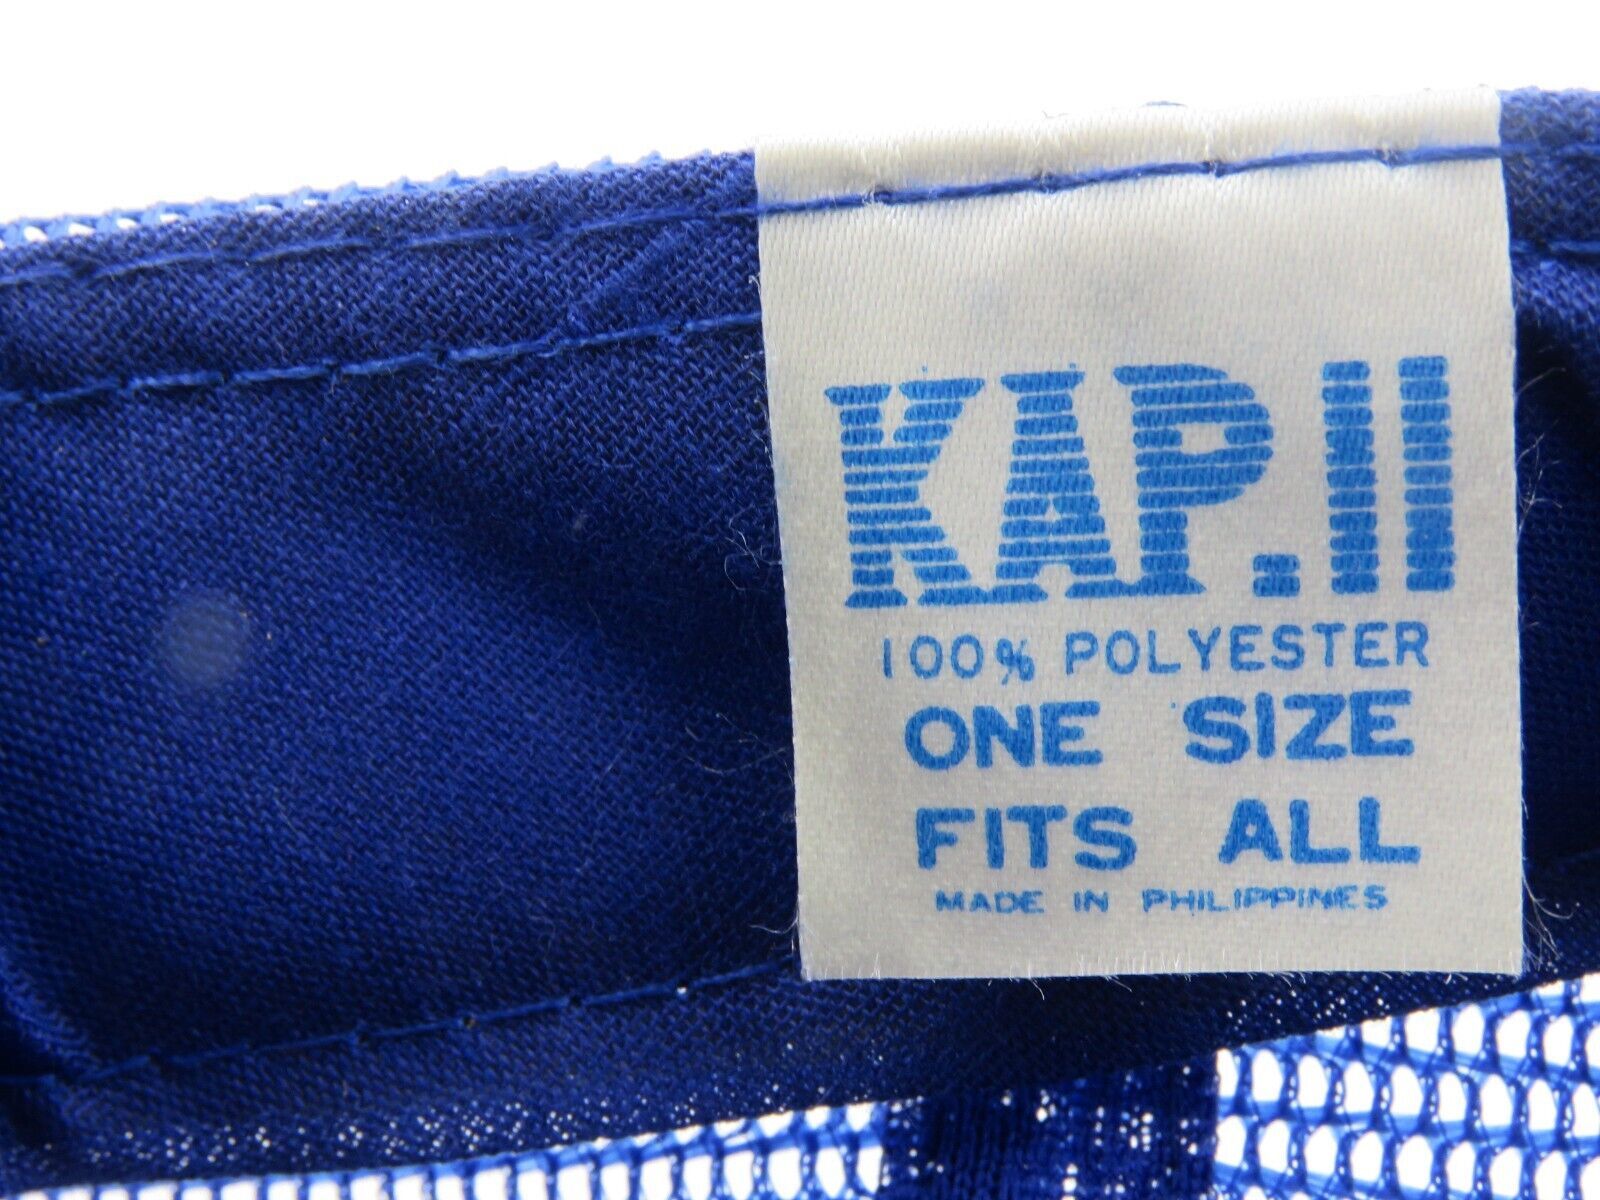 KAP.II
100% POLYESTER
ONE SIZE
FITS ALL
MADE IN PHILIPPINES